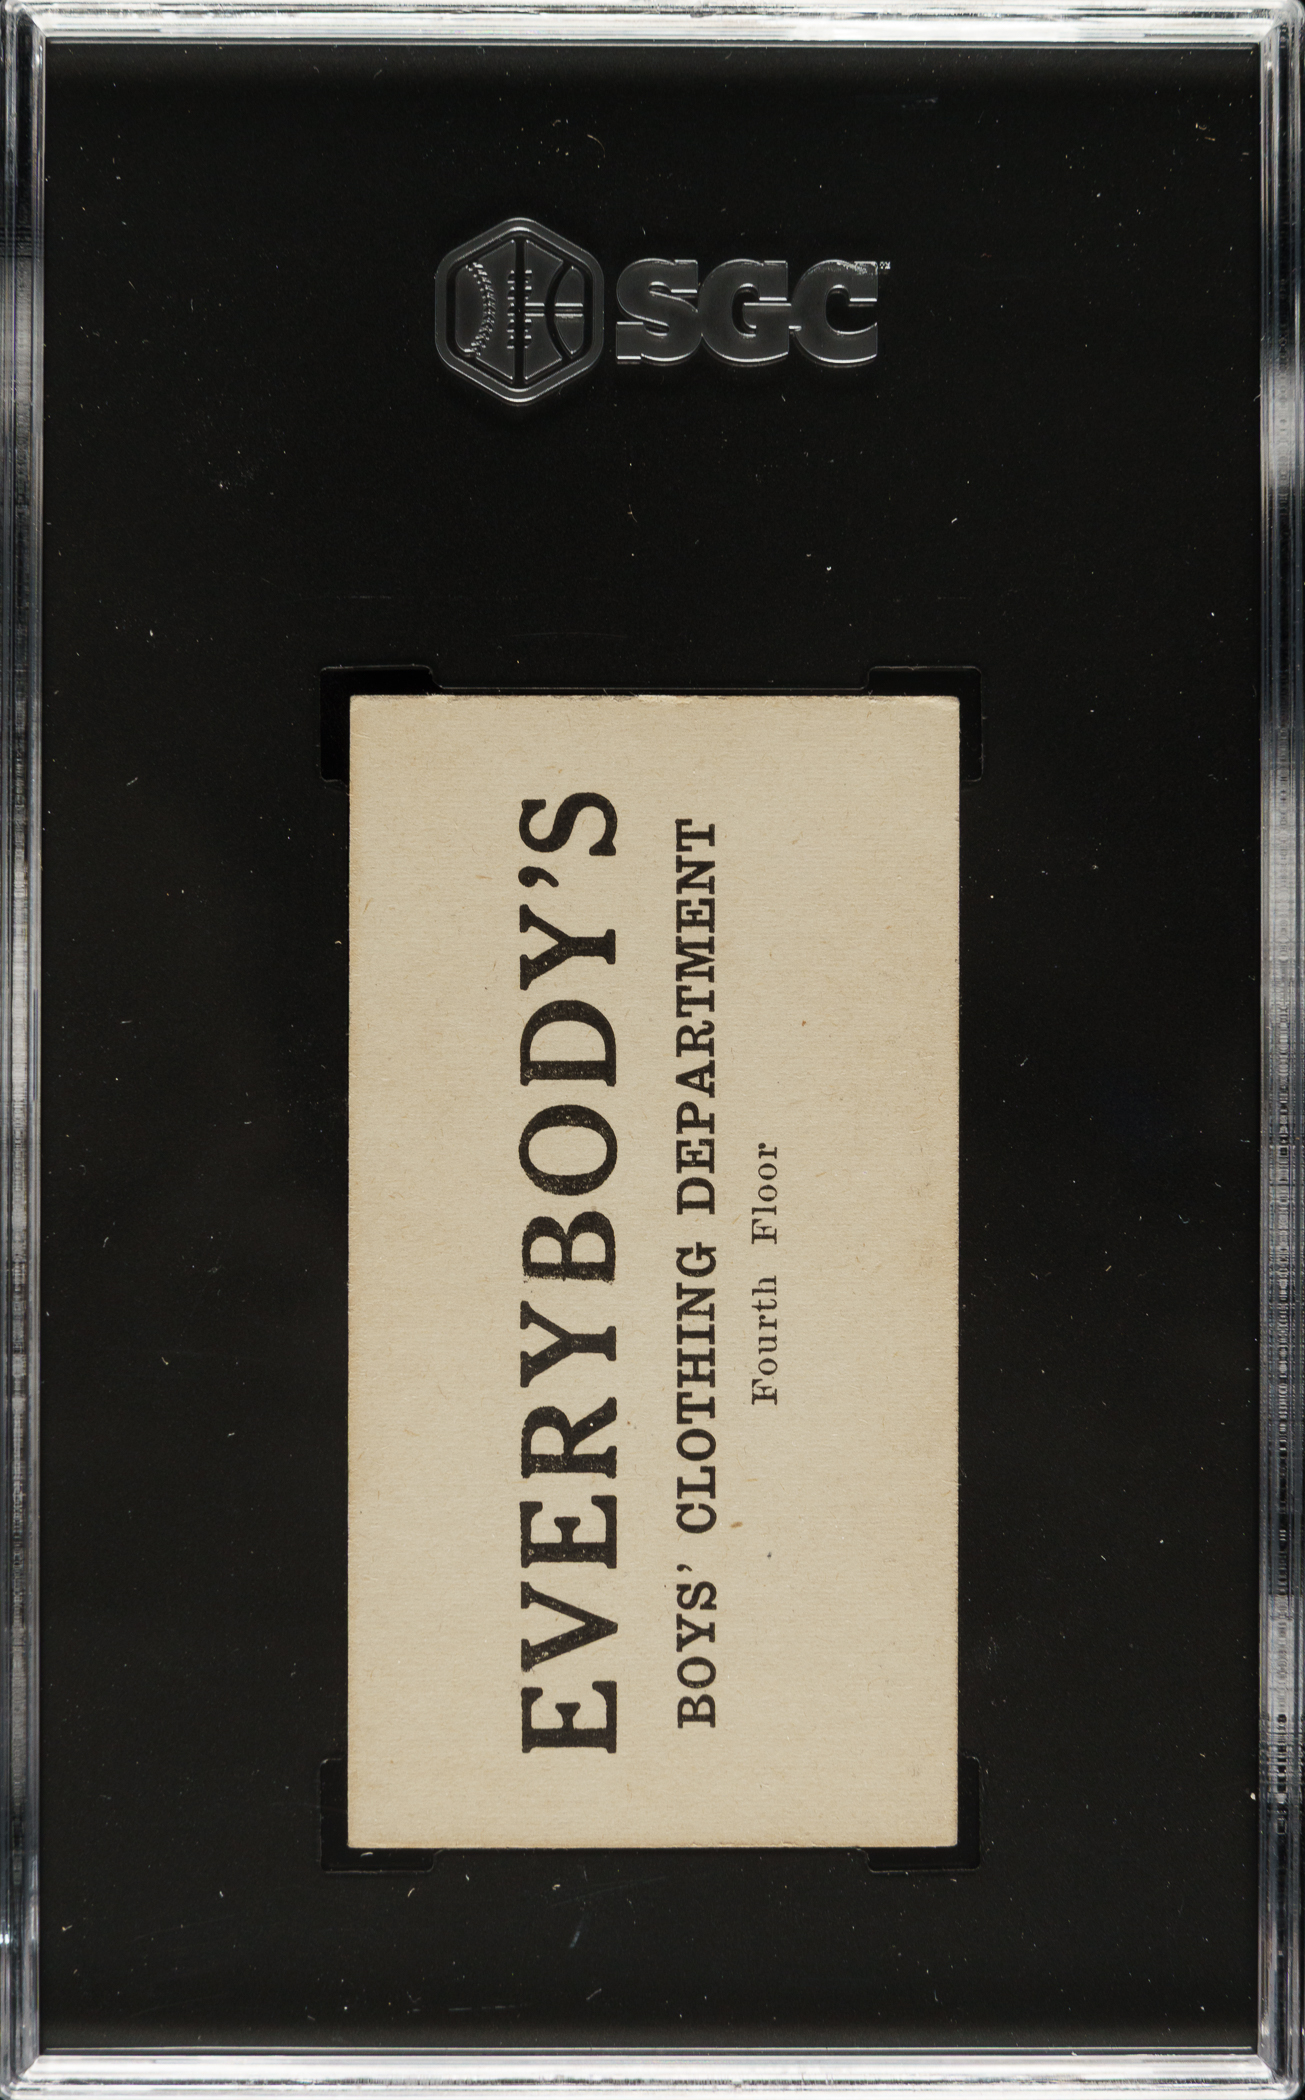 SGC
EVERYBODY'S
BOYS' CLOTHING DEPARTMENT
Fourth Floor